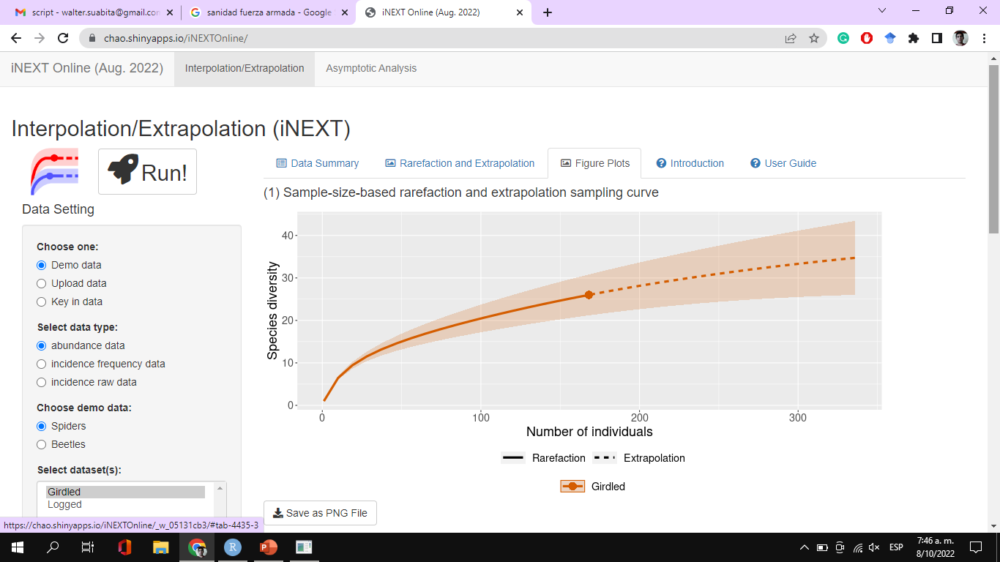 script - walter.suabita@gmail.con
sanidad fuerza armada - Google
iNEXT Online (Aug. 2022)
chao.shinyapps.io/iNEXTOnline/
iNEXT Online (Aug. 2022)
Interpolation/Extrapolation
Asymptotic Analysis
Interpolation/Extrapolation (iNEXT)
Run!
Data Setting
Choose one:
Demo data
Upload data
Key in data
Select data type:
abundance data
incidence frequency data
incidence raw data
Choose demo data:
Spiders
Beetles
Select dataset(s):
Girdled
Logged
Data Summary
Rarefaction and Extrapolation
Figure Plots
Introduction
User Guide
(1) Sample-size-based rarefaction and extrapolation sampling curve
Species diversity
40
30
20
10
0
0 100 200 300
Number of individuals
Rarefaction Extrapolation
Girdled
Save as PNG File
https://chao.shinyapps.io/iNEXTOnline/_w_05131cb3/#tab-4435-3
R
P
ESP
7:46 a. m.
8/10/2022